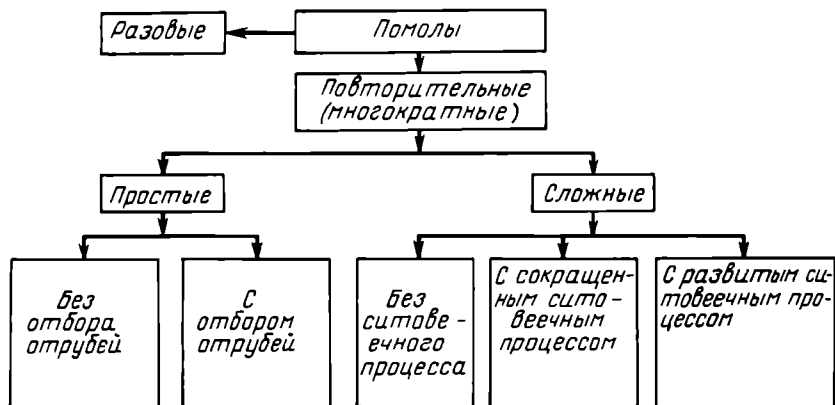 Разовые
Помолы
Повторительные
(многократные)
Простые
Сложные
Без
отбора
отрубей
С
отбором
отрубей
Без
ситове-
ечного
процесса
С сокращен-
ным сито-
веечным
процессом
С развитым си-
товеечным про-
цессом